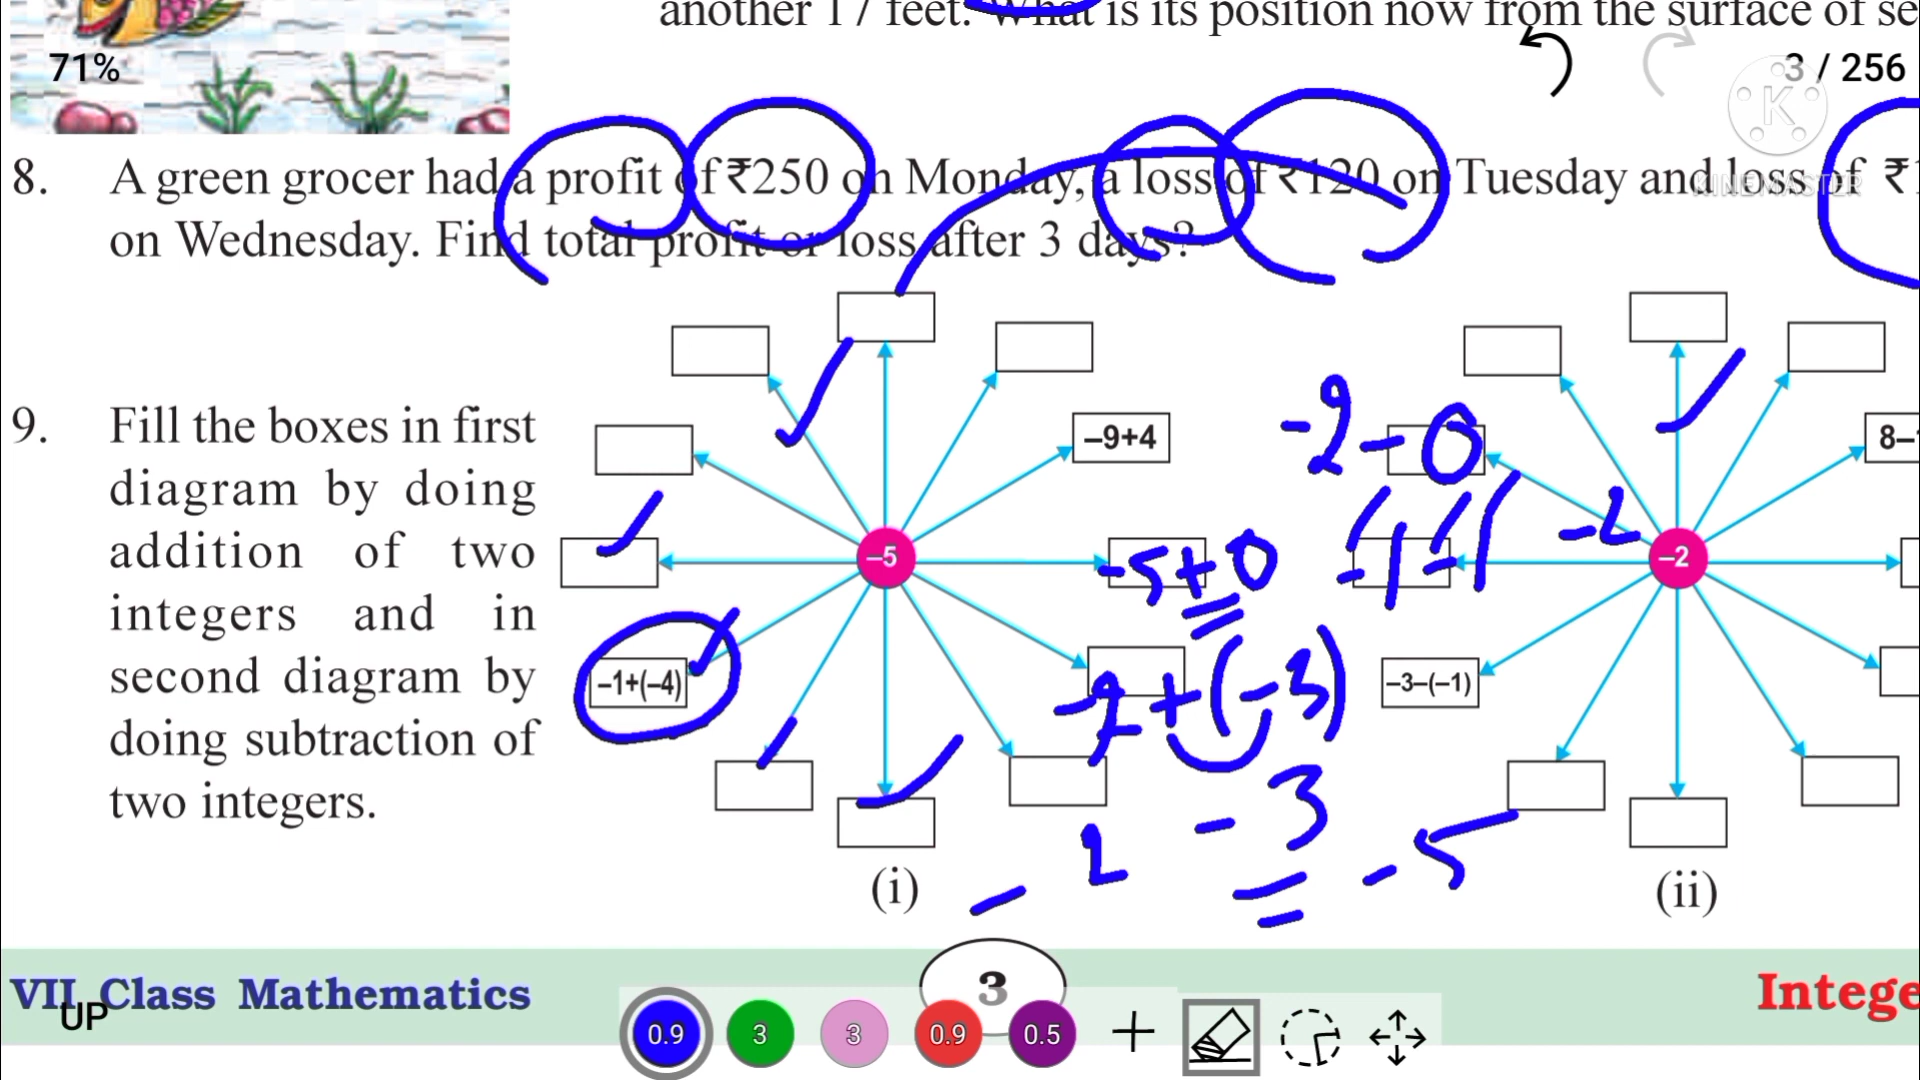 another 17 feet. What is its position now from the surface of se
71%
3 / 256
K
KINEMASTER
8. A green grocer had a profit of ₹250 on Monday, a loss of ₹120 on Tuesday and loss of ₹1
on Wednesday. Find total profit or loss after 3 days?
9. Fill the boxes in first
diagram by doing
addition of two
integers and in
second diagram by
doing subtraction of
two integers.
–9+4
–5
-5+0
–1+(–4)
-2+(-3)
-2 -3
= -5
(i)
-2-0
8–1
-2
–2
–3–(–1)
(ii)
VII Class Mathematics
3
Intege
UP
0.9 3 3 0.9 0.5 +